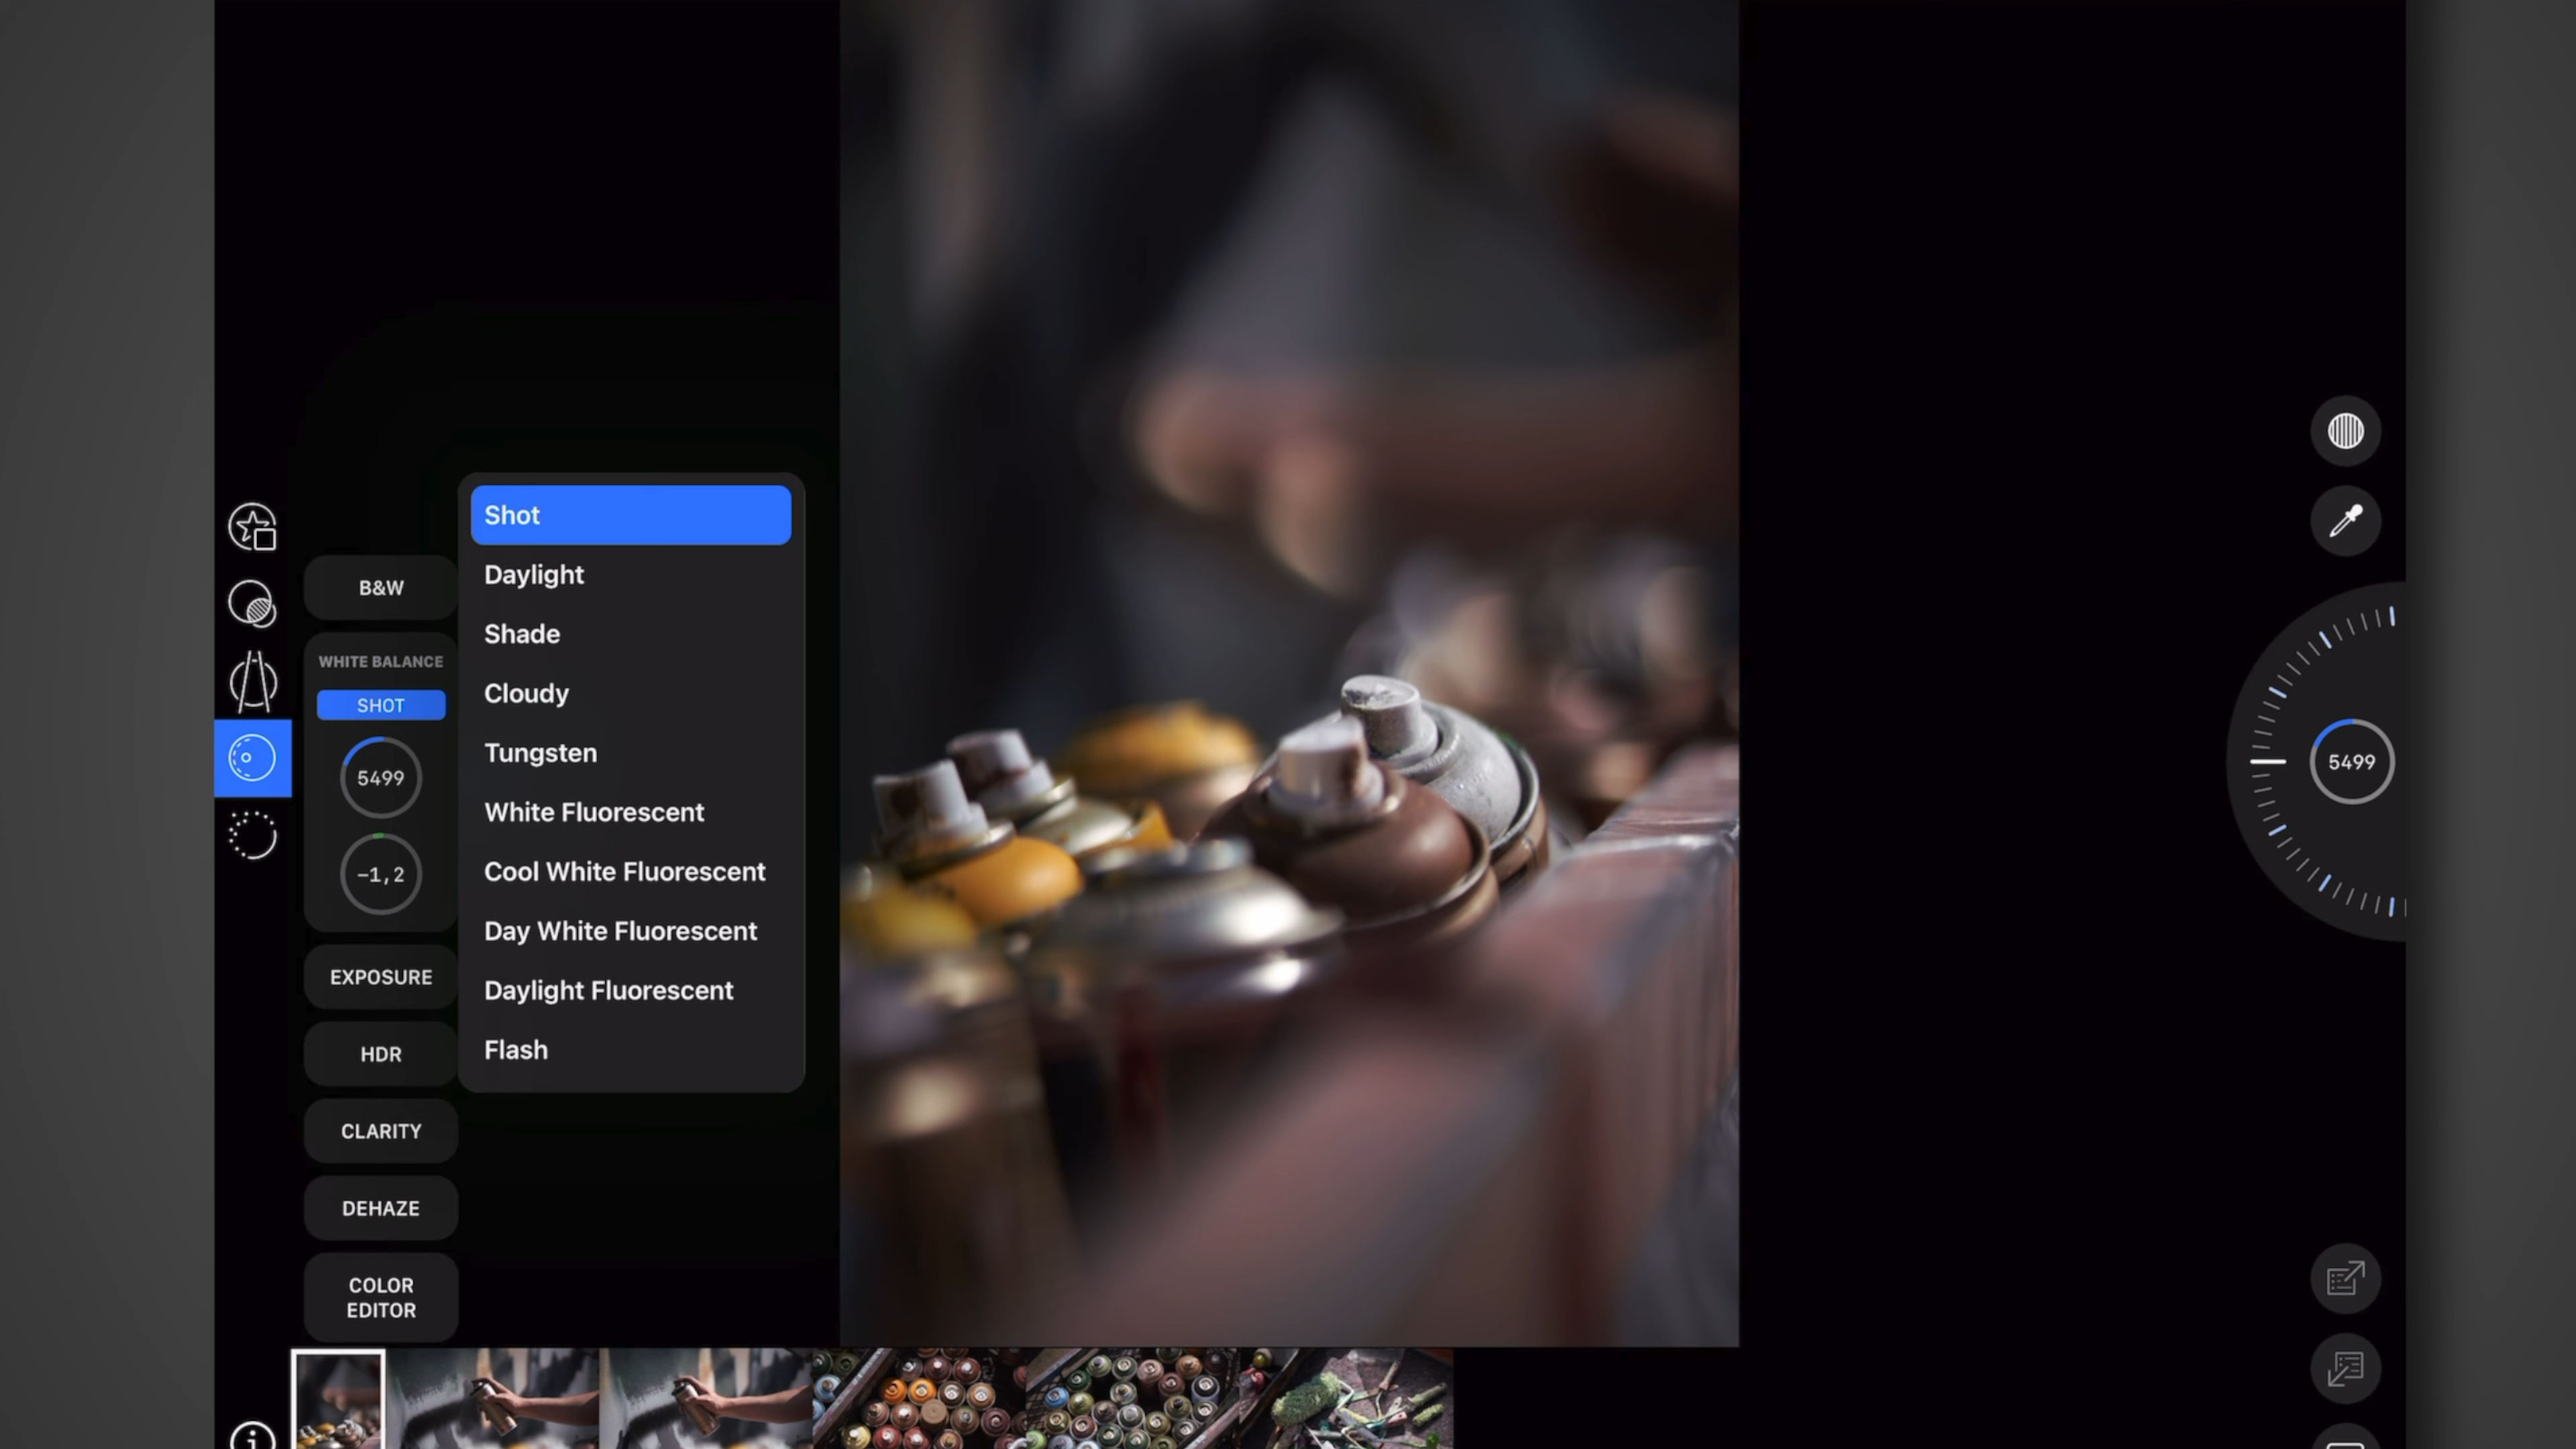 B&W
WHITE BALANCE
SHOT
5499
−1,2
EXPOSURE
HDR
CLARITY
DEHAZE
COLOR
EDITOR
Shot
Daylight
Shade
Cloudy
Tungsten
White Fluorescent
Cool White Fluorescent
Day White Fluorescent
Daylight Fluorescent
Flash
5499